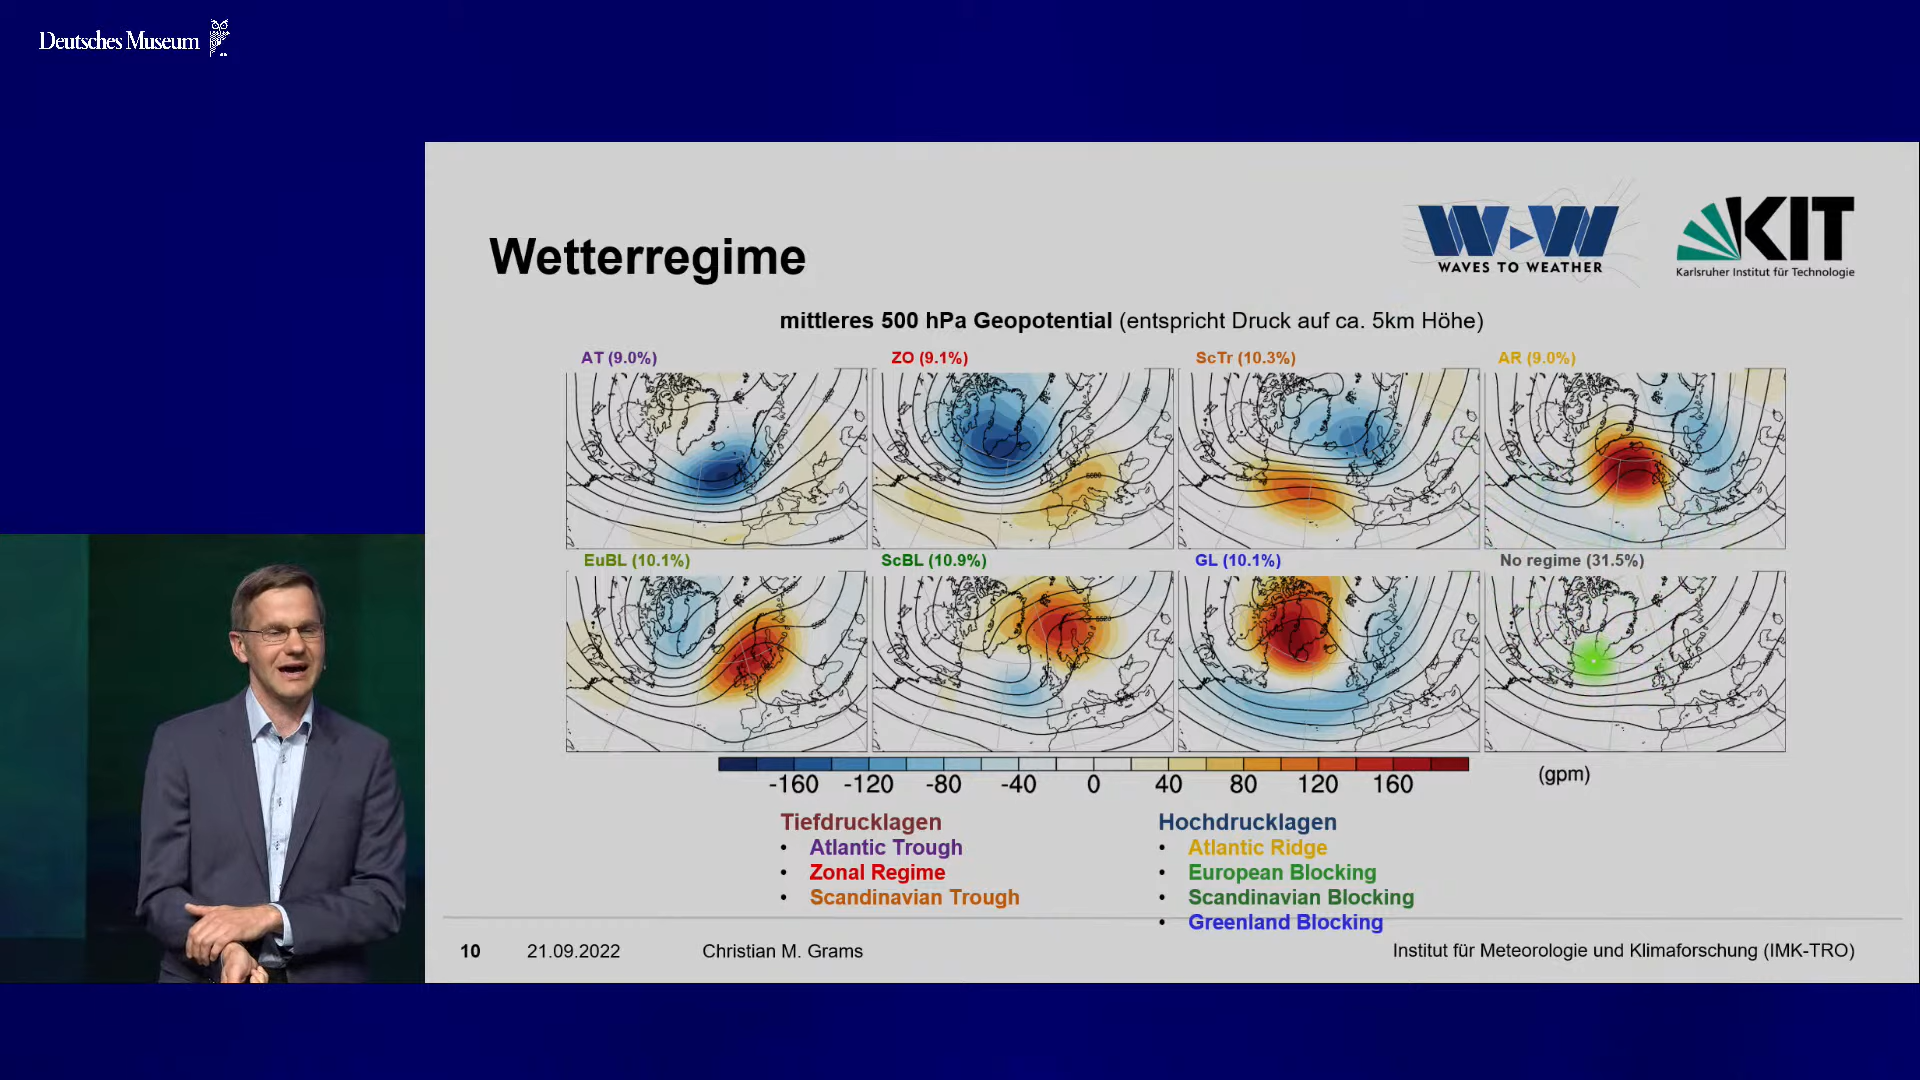 Deutsches Museum
WAVES TO WEATHER
KIT
Karlsruher Institut für Technologie
Wetterregime
mittleres 500 hPa Geopotential (entspricht Druck auf ca. 5km Höhe)
AT (9.0%)
ZO (9.1%)
ScTr (10.3%)
AR (9.0%)
EuBL (10.1%)
ScBL (10.9%)
GL (10.1%)
No regime (31.5%)
-160 -120 -80 -40 0 40 80 120 160
(gpm)
Tiefdrucklagen
• Atlantic Trough
• Zonal Regime
• Scandinavian Trough
Hochdrucklagen
• Atlantic Ridge
• European Blocking
• Scandinavian Blocking
• Greenland Blocking
10 21.09.2022 Christian M. Grams Institut für Meteorologie und Klimaforschung (IMK-TRO)